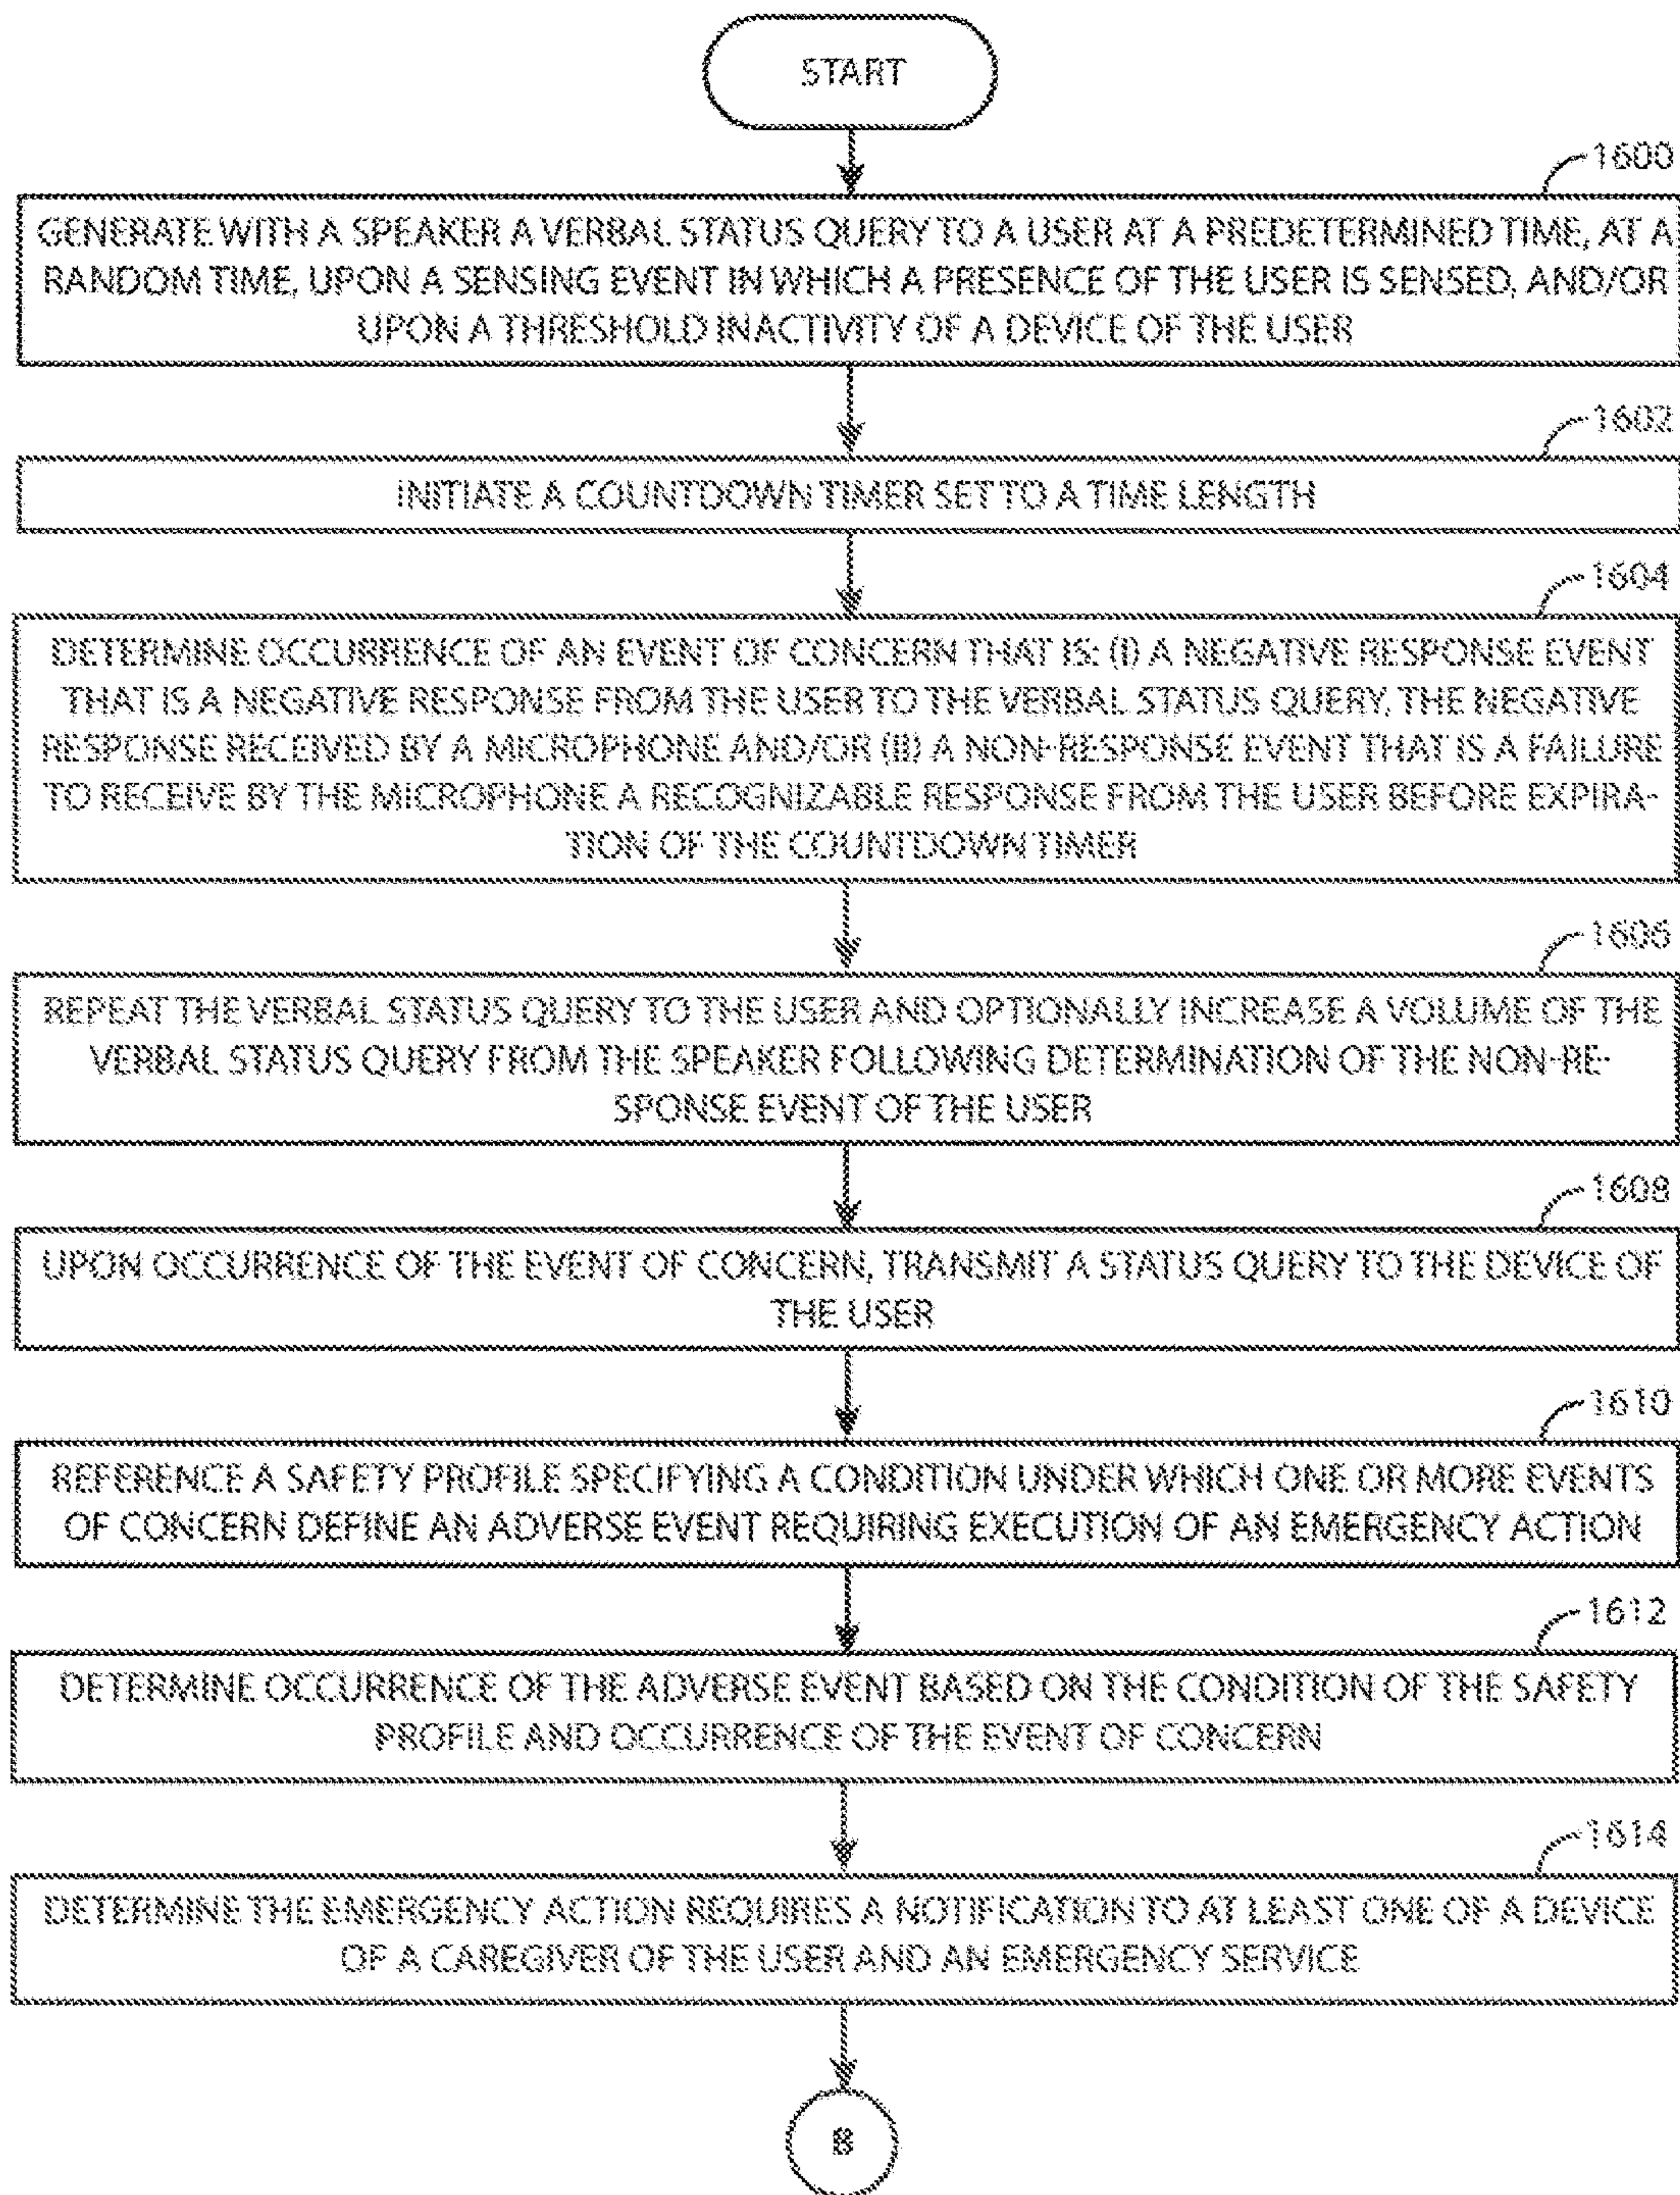 START
1600
GENERATE WITH A SPEAKER A VERBAL STATUS QUERY TO A USER AT A PREDETERMINED TIME, AT A
RANDOM TIME, UPON A SENSING EVENT IN WHICH A PRESENCE OF THE USER IS SENSED, AND/OR
UPON A THRESHOLD INACTIVITY OF A DEVICE OF THE USER
1602
INITIATE A COUNTDOWN TIMER SET TO A TIME LENGTH
1604
DETERMINE OCCURRENCE OF AN EVENT OF CONCERN THAT IS: (I) A NEGATIVE RESPONSE EVENT
THAT IS A NEGATIVE RESPONSE FROM THE USER TO THE VERBAL STATUS QUERY, THE NEGATIVE
RESPONSE RECEIVED BY A MICROPHONE AND/OR (II) A NON-RESPONSE EVENT THAT IS A FAILURE
TO RECEIVE BY THE MICROPHONE A RECOGNIZABLE RESPONSE FROM THE USER BEFORE EXPIRA-
TION OF THE COUNTDOWN TIMER
1606
REPEAT THE VERBAL STATUS QUERY TO THE USER AND OPTIONALLY INCREASE A VOLUME OF THE
VERBAL STATUS QUERY FROM THE SPEAKER FOLLOWING DETERMINATION OF THE NON-RE-
SPONSE EVENT OF THE USER
1608
UPON OCCURRENCE OF THE EVENT OF CONCERN, TRANSMIT A STATUS QUERY TO THE DEVICE OF
THE USER
1610
REFERENCE A SAFETY PROFILE SPECIFYING A CONDITION UNDER WHICH ONE OR MORE EVENTS
OF CONCERN DEFINE AN ADVERSE EVENT REQUIRING EXECUTION OF AN EMERGENCY ACTION
1612
DETERMINE OCCURRENCE OF THE ADVERSE EVENT BASED ON THE CONDITION OF THE SAFETY
PROFILE AND OCCURRENCE OF THE EVENT OF CONCERN
1614
DETERMINE THE EMERGENCY ACTION REQUIRES A NOTIFICATION TO AT LEAST ONE OF A DEVICE
OF A CAREGIVER OF THE USER AND AN EMERGENCY SERVICE
B